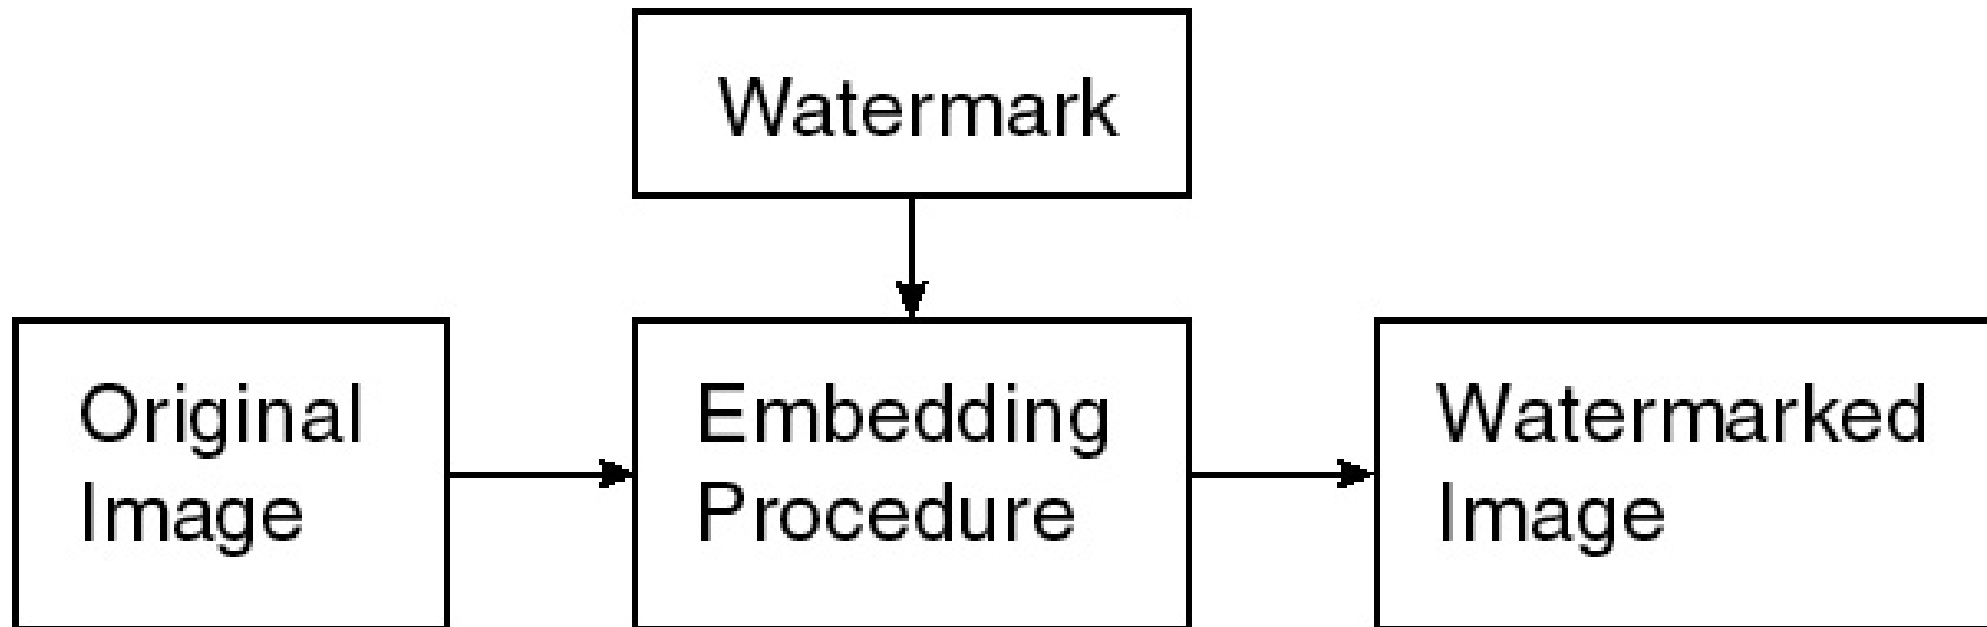 Watermark
Original
Image
Embedding
Procedure
Watermarked
Image